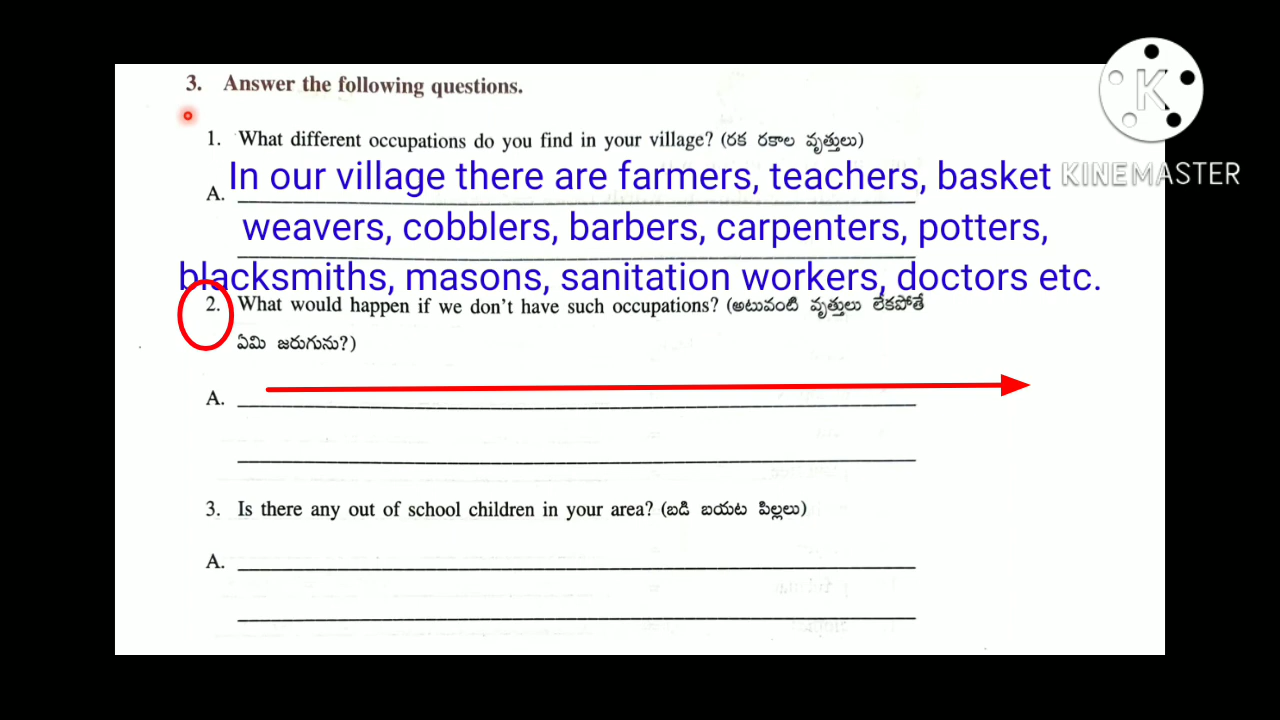 3. Answer the following questions.
1. What different occupations do you find in your village? (రక రకాల వృత్తులు)
A. In our village there are farmers, teachers, basket
weavers, cobblers, barbers, carpenters, potters,
blacksmiths, masons, sanitation workers, doctors etc.
2. What would happen if we don't have such occupations? (అటువంటి వృత్తులు లేకపోతే
ఏమి జరుగును?)
A.
3. Is there any out of school children in your area? (బడి బయట పిల్లలు)
A.
K
KINEMASTER